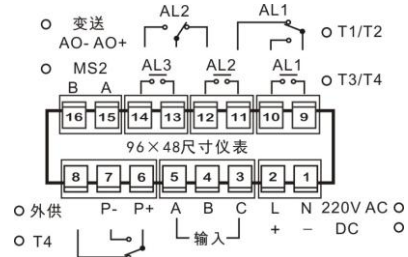 变送 AL2 AL1
AO- AO+ T1/T2
MS2 AL3 AL2 AL1 T3/T4
B A
16 15 14 13 12 11 10 9
96×48尺寸仪表
8 7 6 5 4 3 2 1
外供 P- P+ A B C L N 220V AC
输入 + − DC
T4